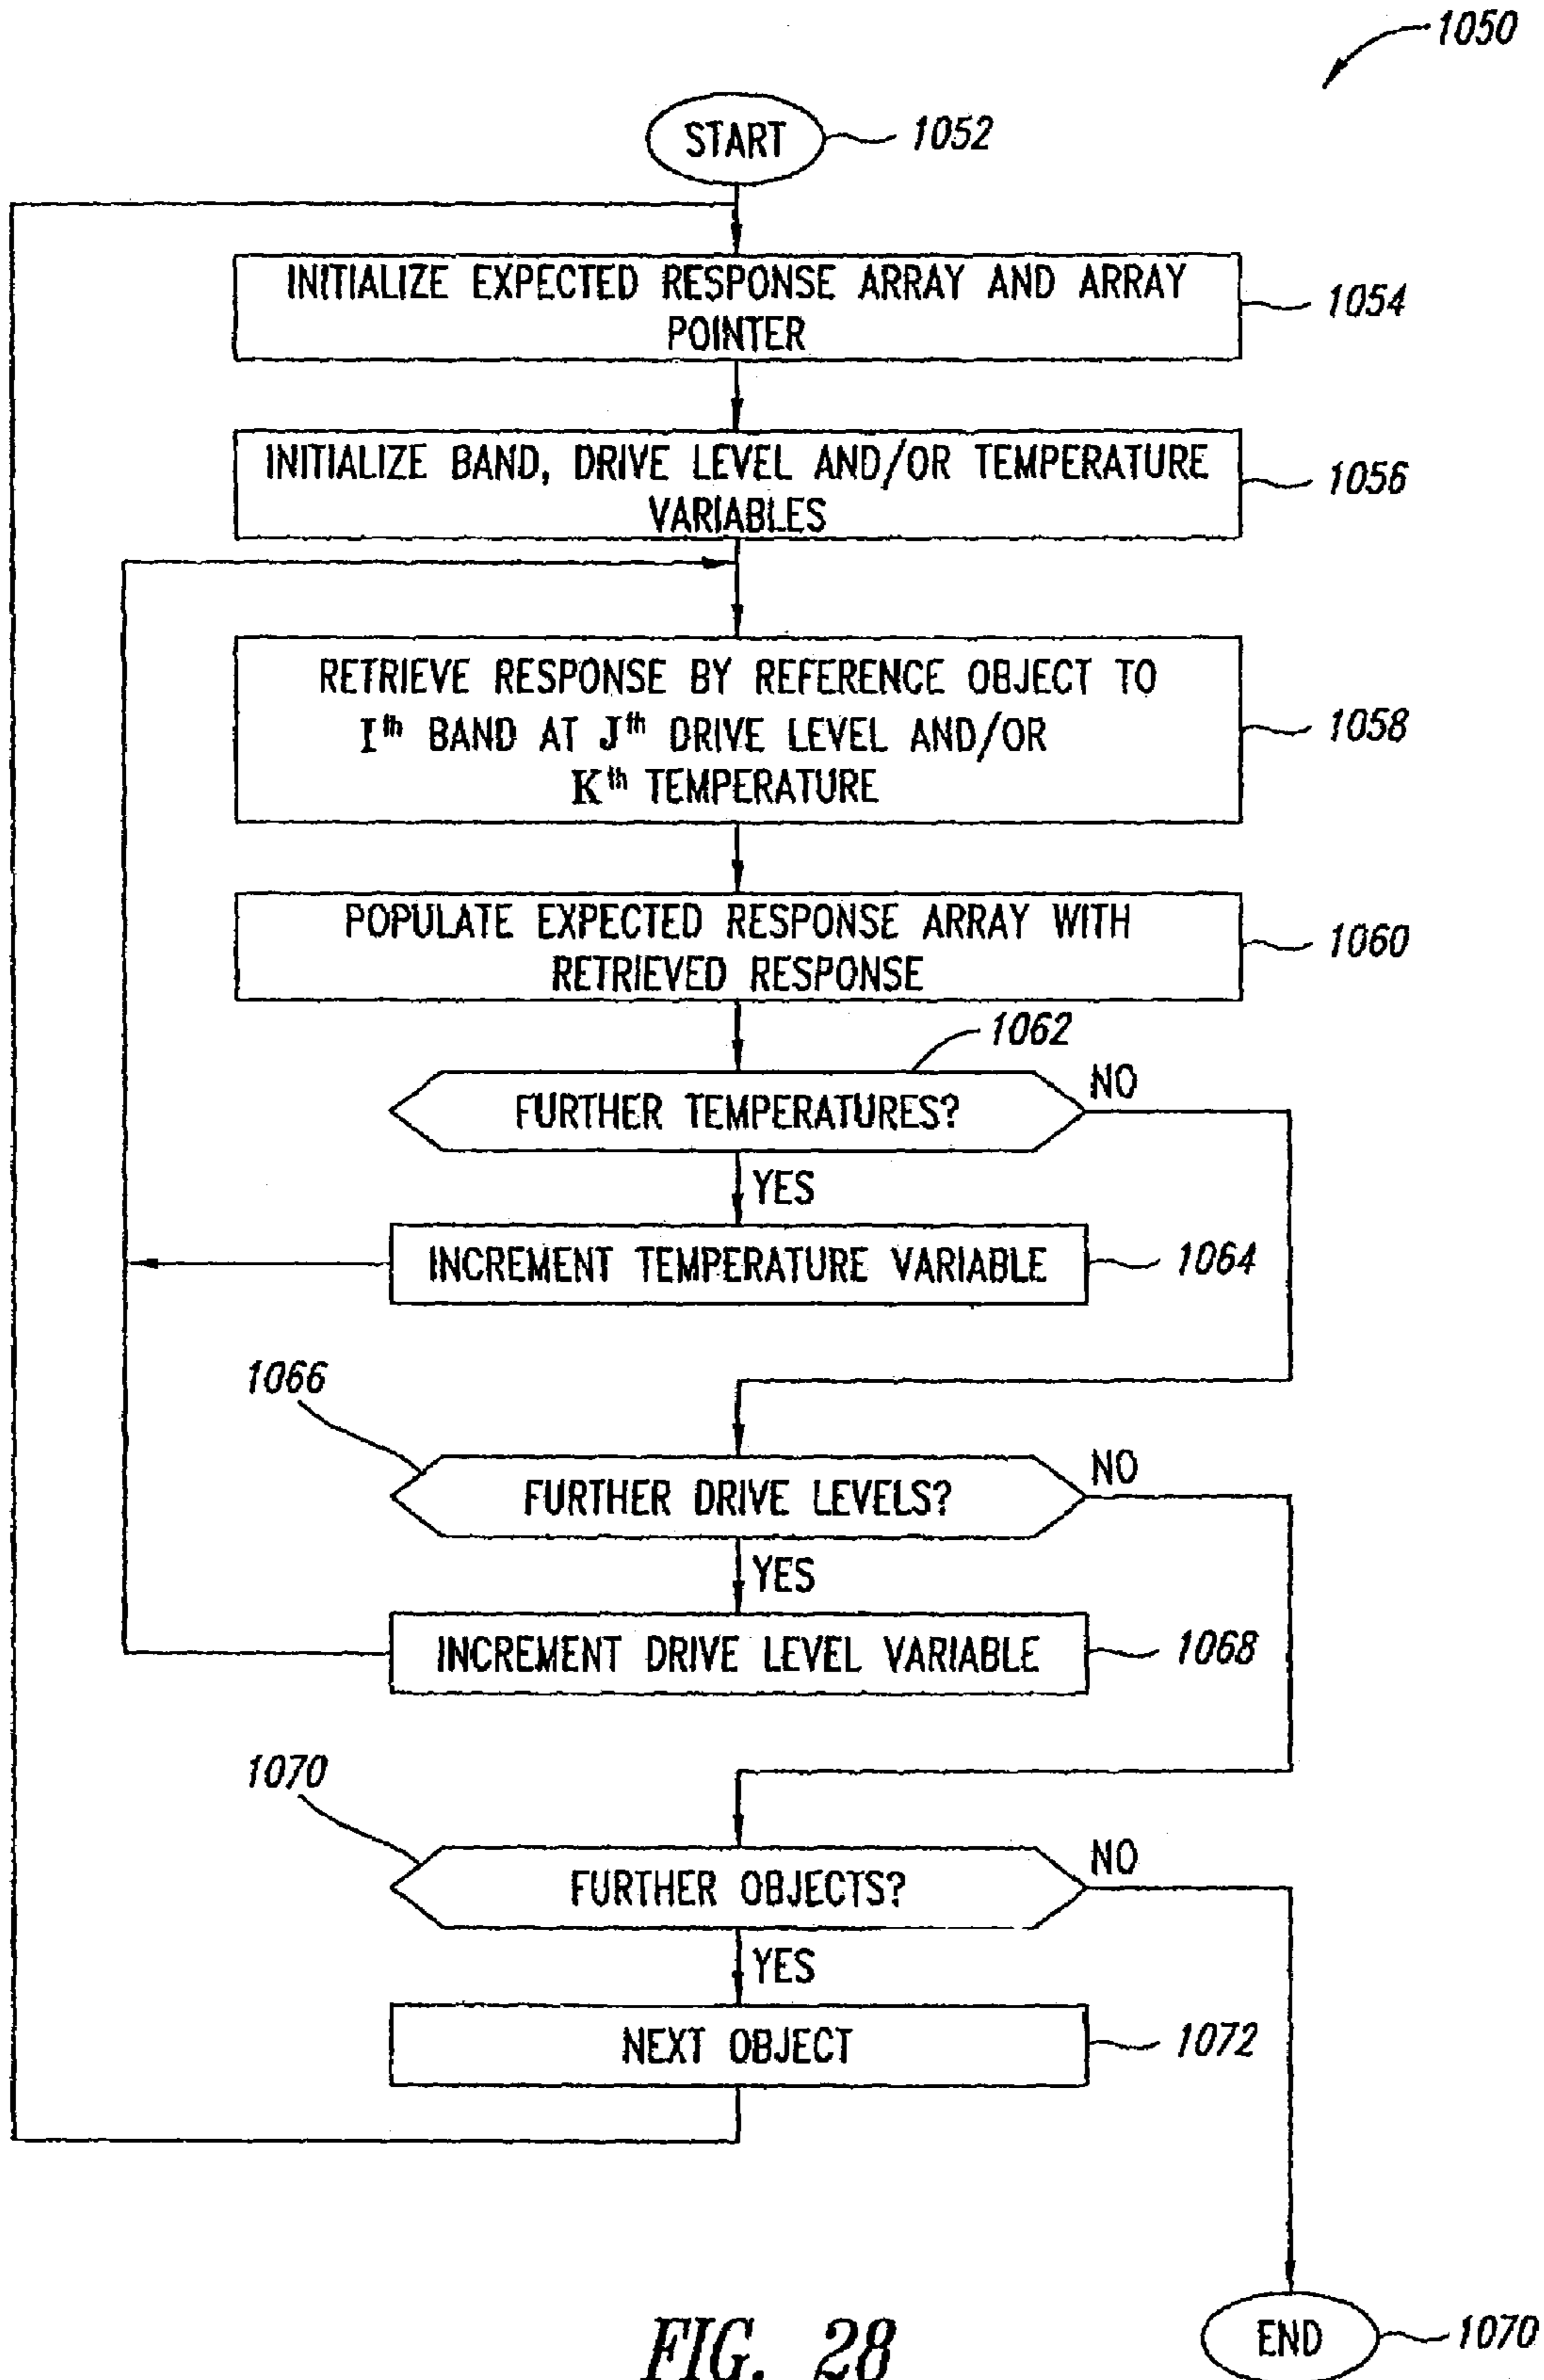 1050
START
1052
INITIALIZE EXPECTED RESPONSE ARRAY AND ARRAY
POINTER
1054
INITIALIZE BAND, DRIVE LEVEL AND/OR TEMPERATURE
VARIABLES
1056
RETRIEVE RESPONSE BY REFERENCE OBJECT TO
Ith BAND AT Jth DRIVE LEVEL AND/OR
Kth TEMPERATURE
1058
POPULATE EXPECTED RESPONSE ARRAY WITH
RETRIEVED RESPONSE
1060
1062
FURTHER TEMPERATURES?
NO
YES
INCREMENT TEMPERATURE VARIABLE
1064
1066
FURTHER DRIVE LEVELS?
NO
YES
INCREMENT DRIVE LEVEL VARIABLE
1068
1070
FURTHER OBJECTS?
NO
YES
NEXT OBJECT
1072
END
1070
FIG. 28